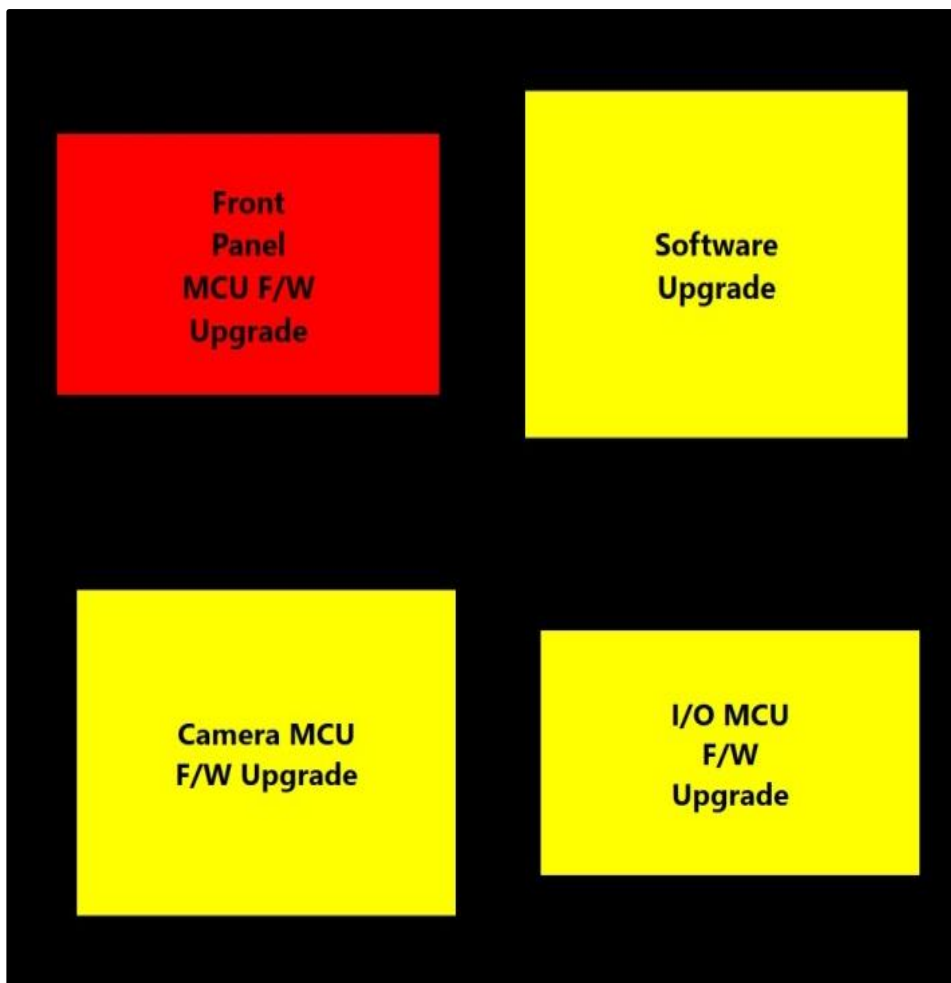 Front
Panel
MCU F/W
Upgrade
Software
Upgrade
Camera MCU
F/W Upgrade
I/O MCU
F/W
Upgrade